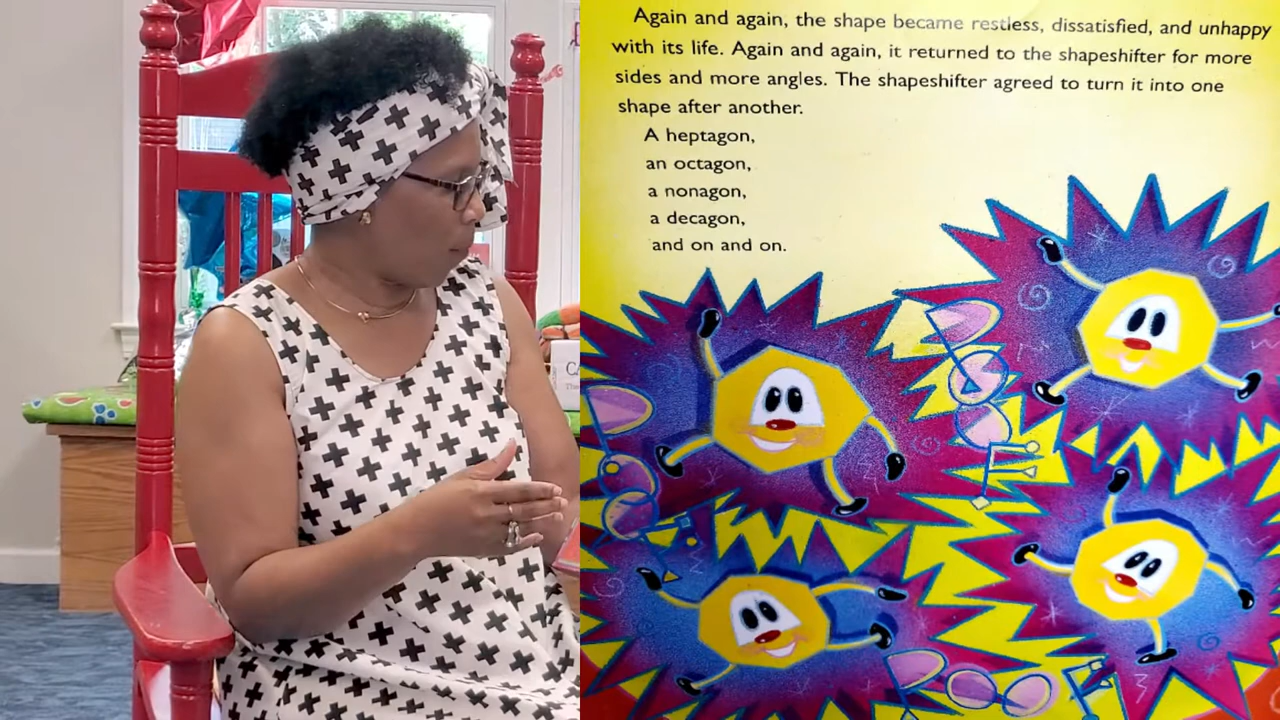 Again and again, the shape became restless, dissatisfied, and unhappy
with its life. Again and again, it returned to the shapeshifter for more
sides and more angles. The shapeshifter agreed to turn it into one
shape after another.
A heptagon,
an octagon,
a nonagon,
a decagon,
and on and on.
POOF